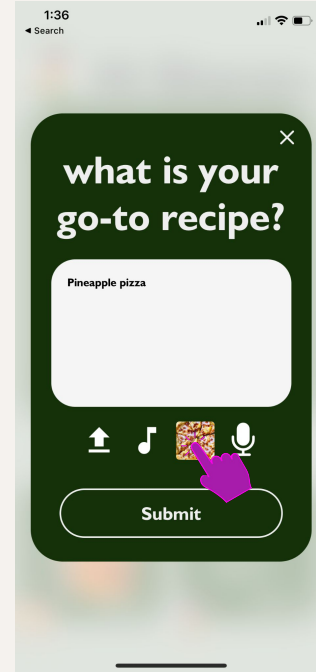 1:36
Search
what is your
go-to recipe?
Pineapple pizza
Submit